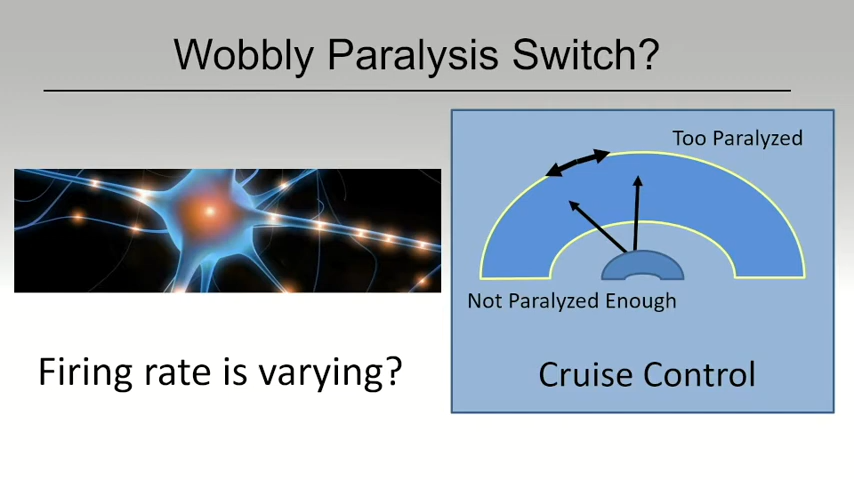 Wobbly Paralysis Switch?
Too Paralyzed
Not Paralyzed Enough
Firing rate is varying?
Cruise Control